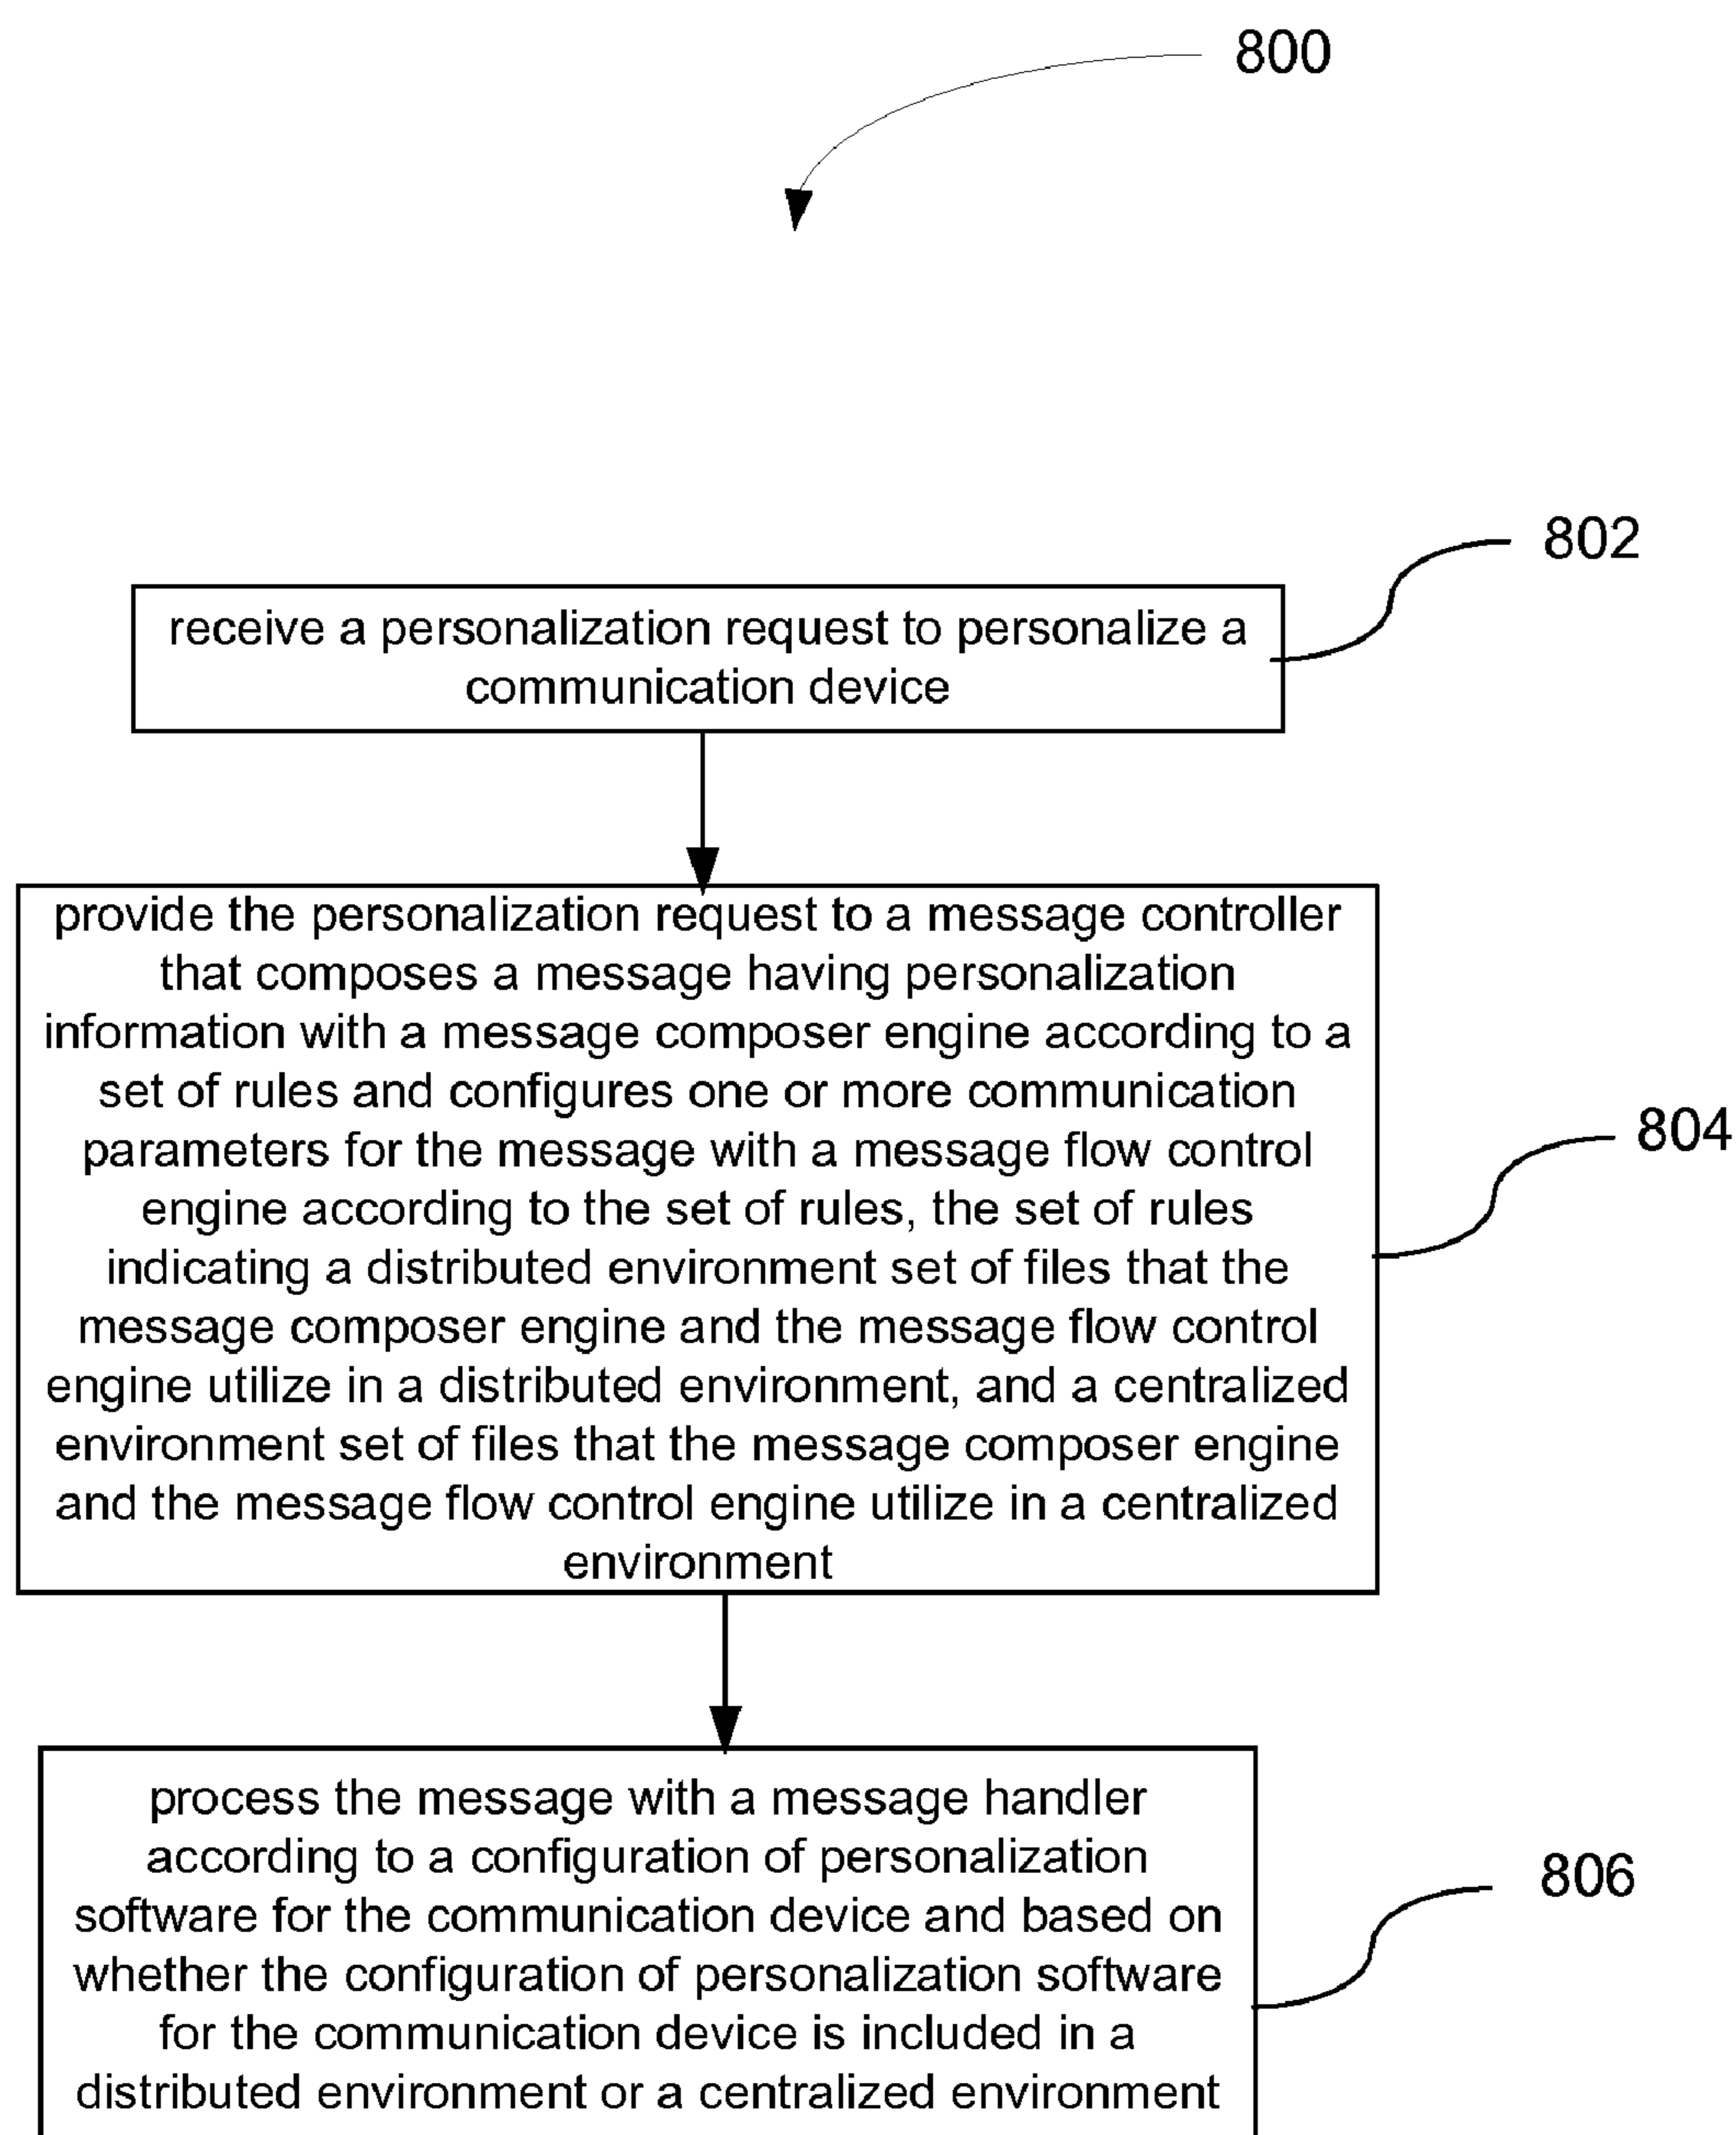 800
802
receive a personalization request to personalize a
communication device
provide the personalization request to a message controller
that composes a message having personalization
information with a message composer engine according to a
set of rules and configures one or more communication
parameters for the message with a message flow control
engine according to the set of rules, the set of rules
indicating a distributed environment set of files that the
message composer engine and the message flow control
engine utilize in a distributed environment, and a centralized
environment set of files that the message composer engine
and the message flow control engine utilize in a centralized
environment
804
process the message with a message handler
according to a configuration of personalization
software for the communication device and based on
whether the configuration of personalization software
for the communication device is included in a
distributed environment or a centralized environment
806